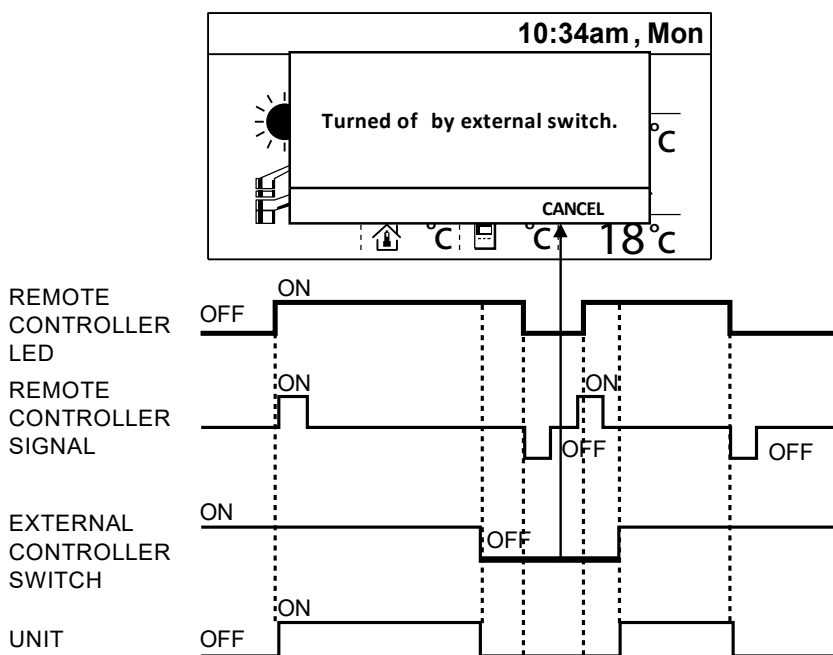 10:34am , Mon
Turned of by external switch.
°c
CANCEL
°c °c 18°c
REMOTE
CONTROLLER
LED
OFF
ON
REMOTE
CONTROLLER
SIGNAL
ON
OFF
ON
OFF
EXTERNAL
CONTROLLER
SWITCH
ON
OFF
UNIT
OFF
ON